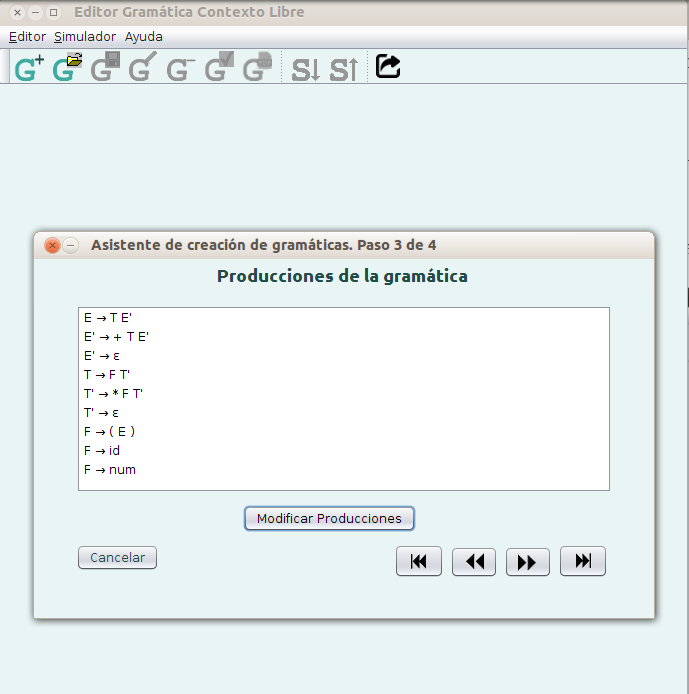 Editor Gramática Contexto Libre
Editor Simulador Ayuda
G+ G G G G− G G S↓ S↑
Asistente de creación de gramáticas. Paso 3 de 4
Producciones de la gramática
E → T E'
E' → + T E'
E' → ε
T → F T'
T' → * F T'
T' → ε
F → ( E )
F → id
F → num
Modificar Producciones
Cancelar